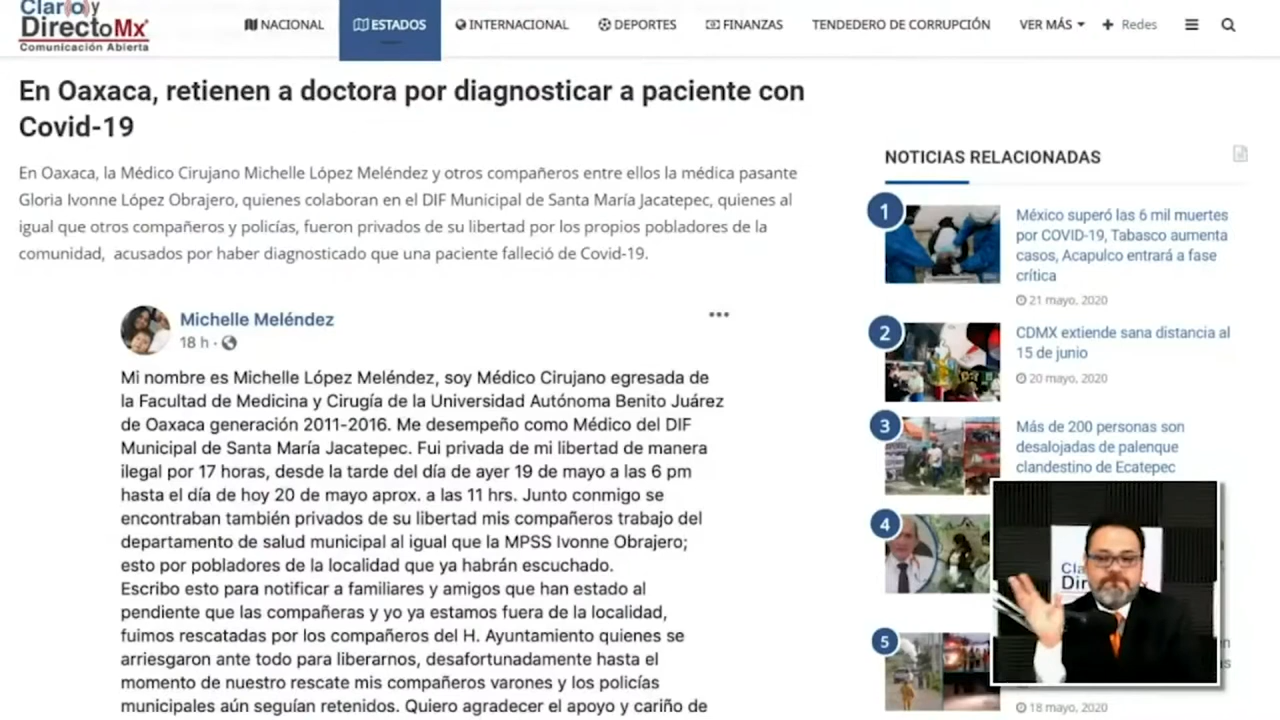 Claro y
DirectoMx
Comunicación Abierta
NACIONAL
ESTADOS
INTERNACIONAL
DEPORTES
FINANZAS
TENDEDERO DE CORRUPCIÓN
VER MÁS
Redes
En Oaxaca, retienen a doctora por diagnosticar a paciente con
Covid-19
En Oaxaca, la Médico Cirujano Michelle López Meléndez y otros compañeros entre ellos la médica pasante
Gloria Ivonne López Obrajero, quienes colaboran en el DIF Municipal de Santa María Jacatepec, quienes al
igual que otros compañeros y policías, fueron privados de su libertad por los propios pobladores de la
comunidad, acusados por haber diagnosticado que una paciente falleció de Covid-19.
Michelle Meléndez
18 h ·
Mi nombre es Michelle López Meléndez, soy Médico Cirujano egresada de
la Facultad de Medicina y Cirugía de la Universidad Autónoma Benito Juárez
de Oaxaca generación 2011-2016. Me desempeño como Médico del DIF
Municipal de Santa María Jacatepec. Fui privada de mi libertad de manera
ilegal por 17 horas, desde la tarde del día de ayer 19 de mayo a las 6 pm
hasta el día de hoy 20 de mayo aprox. a las 11 hrs. Junto conmigo se
encontraban también privados de su libertad mis compañeros trabajo del
departamento de salud municipal al igual que la MPSS Ivonne Obrajero;
esto por pobladores de la localidad que ya habrán escuchado.
Escribo esto para notificar a familiares y amigos que han estado al
pendiente que las compañeras y yo ya estamos fuera de la localidad,
fuimos rescatadas por los compañeros del H. Ayuntamiento quienes se
arriesgaron ante todo para liberarnos, desafortunadamente hasta el
momento de nuestro rescate mis compañeros varones y los policías
municipales aún seguían retenidos. Quiero agradecer el apoyo y cariño de
NOTICIAS RELACIONADAS
1
México superó las 6 mil muertes
por COVID-19, Tabasco aumenta
casos, Acapulco entrará a fase
crítica
21 mayo, 2020
2
CDMX extiende sana distancia al
15 de junio
20 mayo, 2020
3
Más de 200 personas son
desalojadas de palenque
clandestino de Ecatepec
4
5
18 mayo, 2020